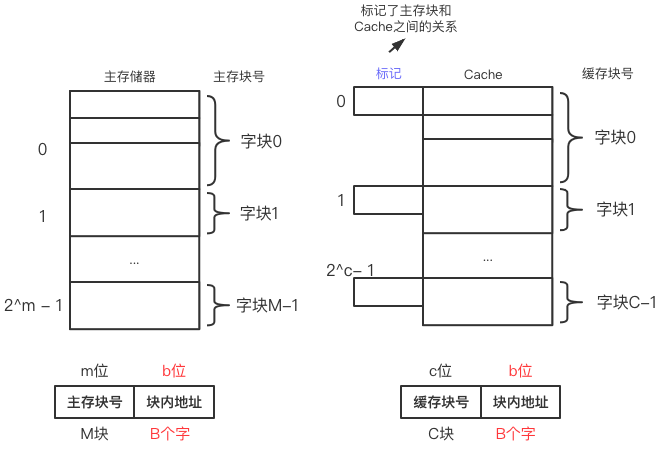 标记了主存块和
Cache之间的关系
主存储器
主存块号
0
字块0
1
字块1
...
2^m - 1
字块M-1
m位
b位
主存块号
块内地址
M块
B个字
标记
Cache
缓存块号
0
字块0
1
字块1
...
2^c- 1
字块C-1
c位
b位
缓存块号
块内地址
C块
B个字